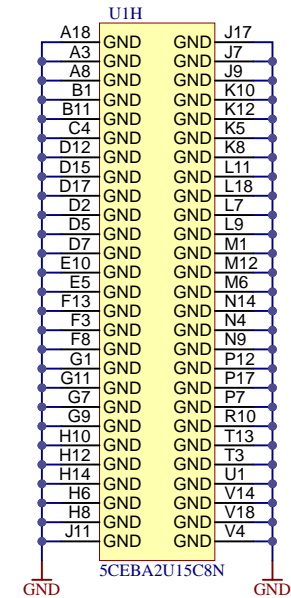 U1H
A18 GND GND J17
A3 GND GND J7
A8 GND GND J9
B1 GND GND K10
B11 GND GND K12
C4 GND GND K5
D12 GND GND K8
D15 GND GND L11
D17 GND GND L18
D2 GND GND L7
D5 GND GND L9
D7 GND GND M1
E10 GND GND M12
E5 GND GND M6
F13 GND GND N14
F3 GND GND N4
F8 GND GND N9
G1 GND GND P12
G11 GND GND P17
G7 GND GND P7
G9 GND GND R10
H10 GND GND T13
H12 GND GND T3
H14 GND GND U1
H6 GND GND V14
H8 GND GND V18
J11 GND GND V4
5CEBA2U15C8N
GND GND